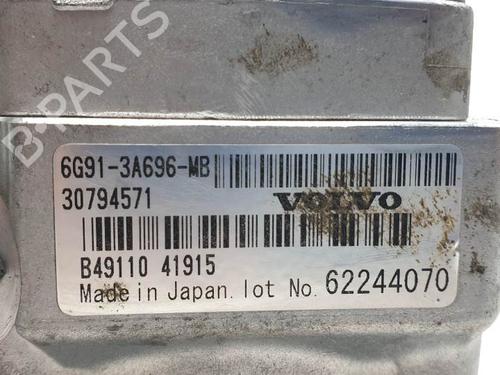 B-PARTS
6G91-3A696-MB
30794571 VOLVO
B49110 41915
Made in Japan. lot No. 62244070